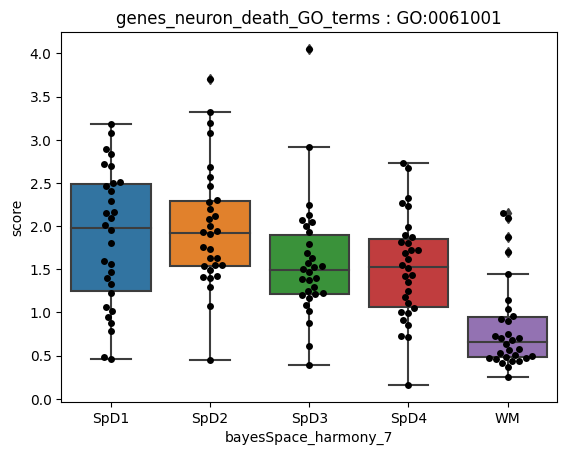 genes_neuron_death_GO_terms : GO:0061001
4.0
3.5
3.0
2.5
2.0
1.5
1.0
0.5
0.0
score
SpD1 SpD2 SpD3 SpD4 WM
bayesSpace_harmony_7